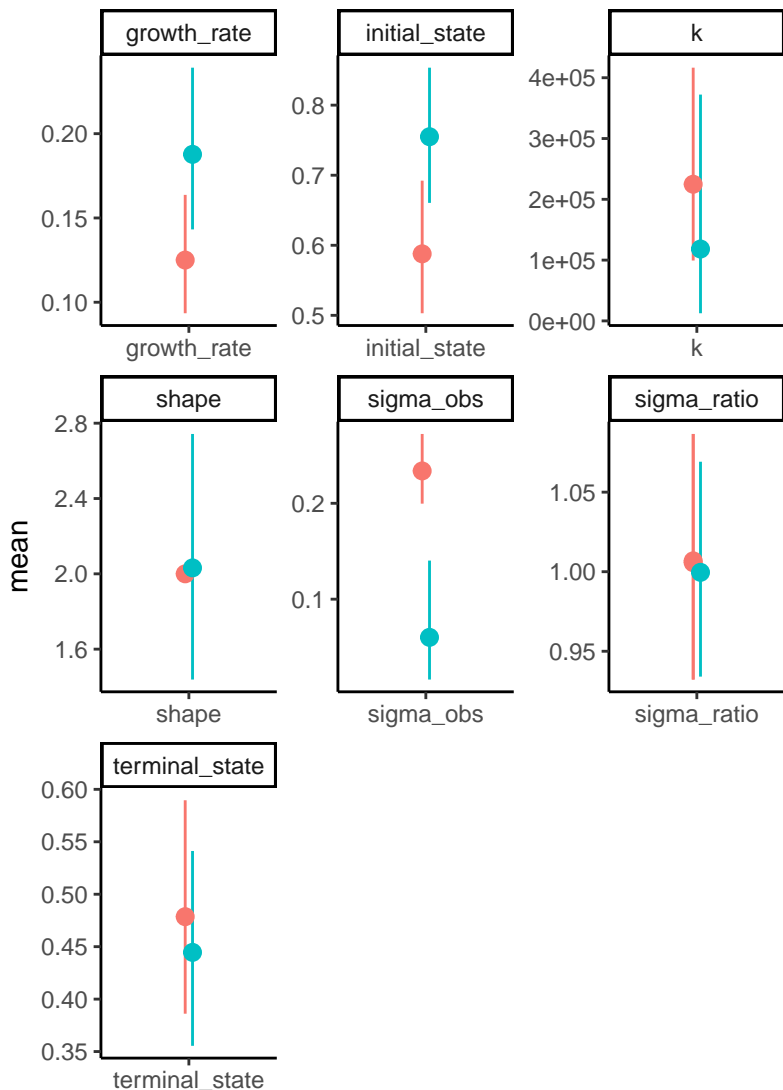 growth_rate
initial_state
k
0.20
0.15
0.10
growth_rate
0.8
0.7
0.6
0.5
initial_state
4e+05
3e+05
2e+05
1e+05
0e+00
k
mean
shape
sigma_obs
sigma_ratio
2.8
2.4
2.0
1.6
shape
0.2
0.1
sigma_obs
1.05
1.00
0.95
sigma_ratio
terminal_state
0.60
0.55
0.50
0.45
0.40
0.35
terminal_state